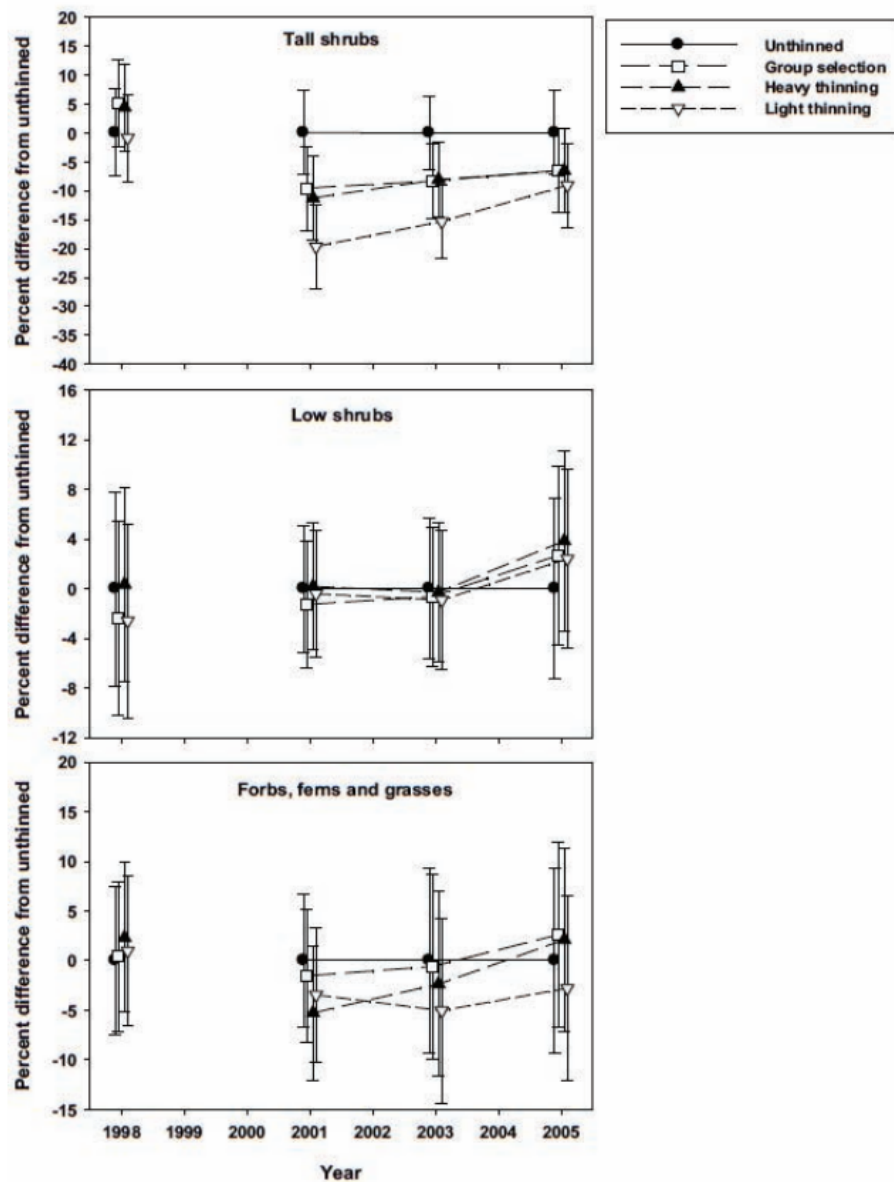 Tall shrubs
Percent difference from unthinned
20
15
10
5
0
-5
-10
-15
-20
-25
-30
-35
-40
Unthinned
Group selection
Heavy thinning
Light thinning
Low shrubs
Percent difference from unthinned
16
12
8
4
0
-4
-8
-12
Forbs, ferns and grasses
Percent difference from unthinned
20
15
10
5
0
-5
-10
-15
1998 1999 2000 2001 2002 2003 2004 2005
Year